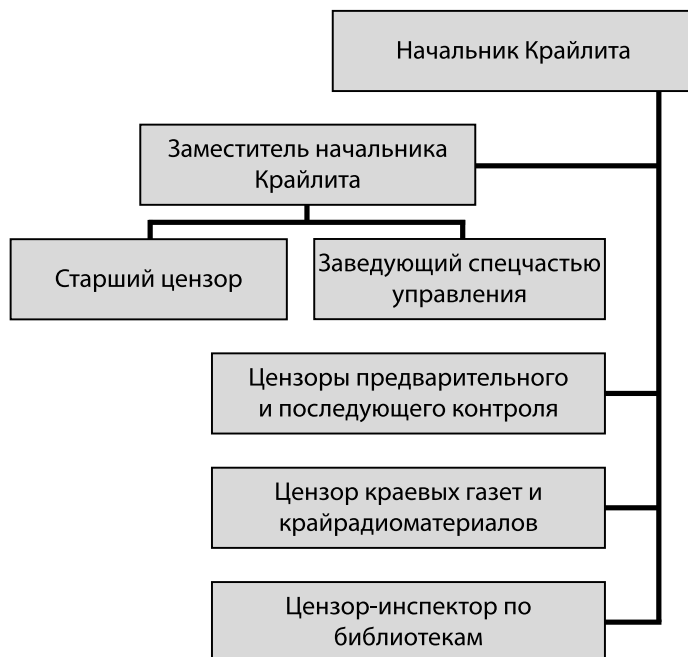 Начальник Крайлита
Заместитель начальника
Крайлита
Старший цензор
Заведующий спецчастью
управления
Цензоры предварительного
и последующего контроля
Цензор краевых газет и
крайрадиоматериалов
Цензор-инспектор по
библиотекам